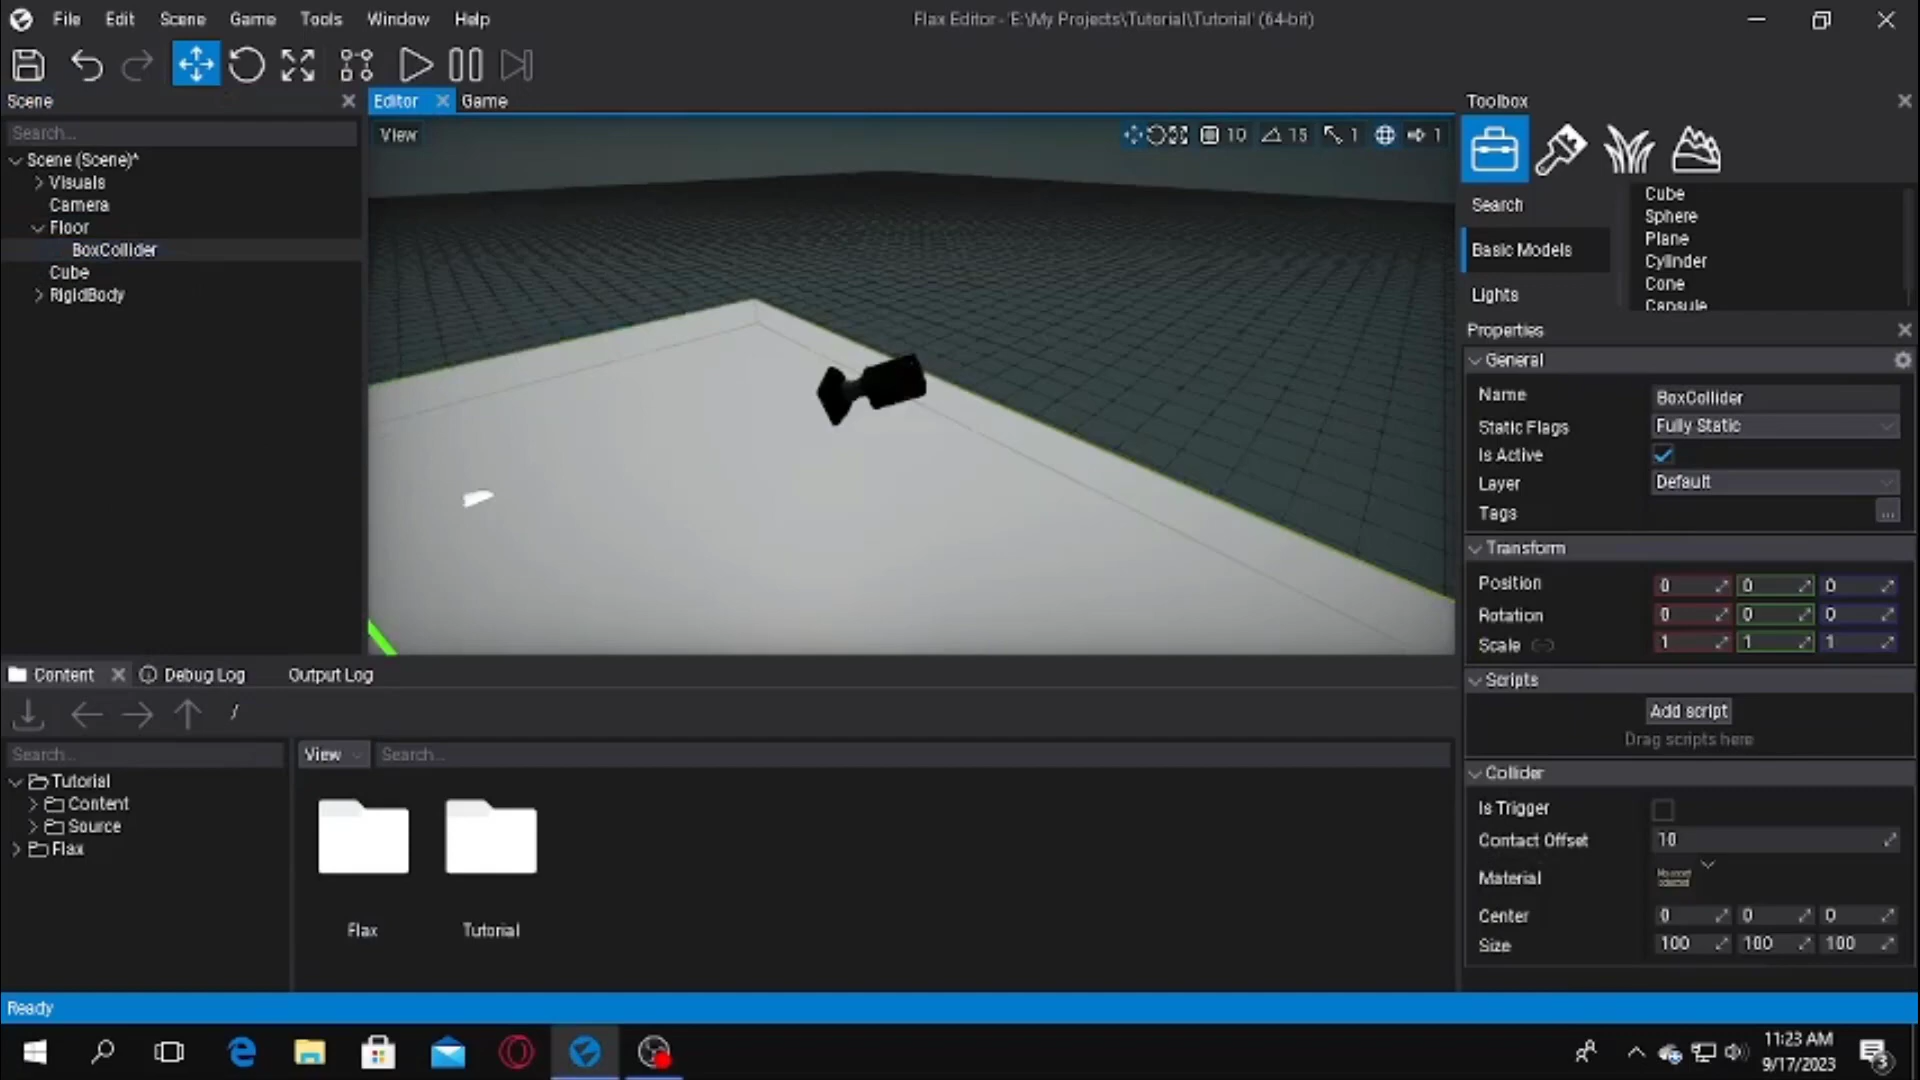 File Edit Scene Game Tools Window Help
Flax Editor - 'E:\My Projects\Tutorial\Tutorial' (64-bit)
Scene
Editor
Game
Toolbox
Search...
View
10
15
1
1
Scene (Scene)*
Visuals
Camera
Floor
BoxCollider
Cube
RigidBody
Search
Basic Models
Lights
Cube
Sphere
Plane
Cylinder
Cone
Capsule
Properties
General
Name BoxCollider
Static Flags Fully Static
Is Active
Layer Default
Tags ...
Transform
Position 0 0 0
Rotation 0 0 0
Scale 1 1 1
Scripts
Add script
Drag scripts here
Collider
Is Trigger
Contact Offset 10
Material
Center 0 0 0
Size 100 100 100
Content
Debug Log
Output Log
/
Search...
View
Search...
Tutorial
Content
Source
Flax
Flax
Tutorial
Ready
11:23 AM
9/17/2023
3